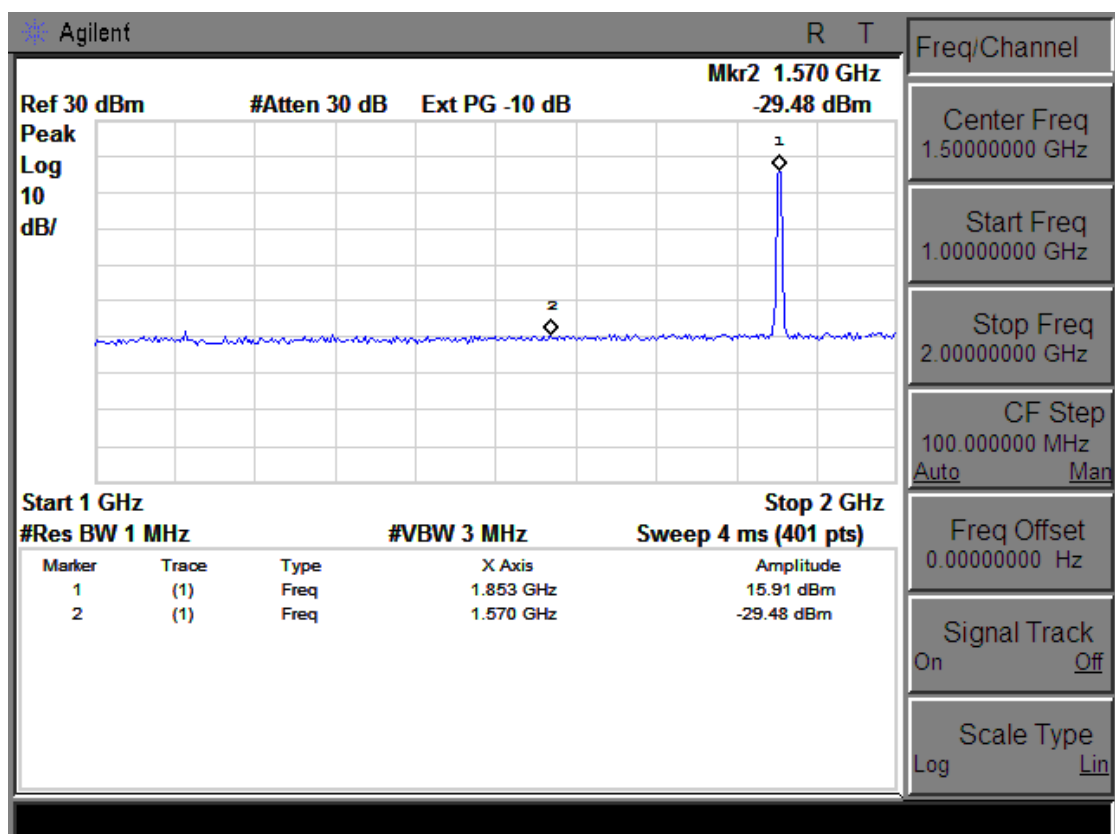 Agilent R T
Mkr2 1.570 GHz
Ref 30 dBm #Atten 30 dB Ext PG -10 dB -29.48 dBm
Peak
Log
10
dB/
1
2
Start 1 GHz Stop 2 GHz
#Res BW 1 MHz #VBW 3 MHz Sweep 4 ms (401 pts)
Marker Trace Type X Axis Amplitude
1 (1) Freq 1.853 GHz 15.91 dBm
2 (1) Freq 1.570 GHz -29.48 dBm
Freq/Channel
Center Freq
1.50000000 GHz
Start Freq
1.00000000 GHz
Stop Freq
2.00000000 GHz
CF Step
100.000000 MHz
Auto Man
Freq Offset
0.00000000 Hz
Signal Track
On Off
Scale Type
Log Lin